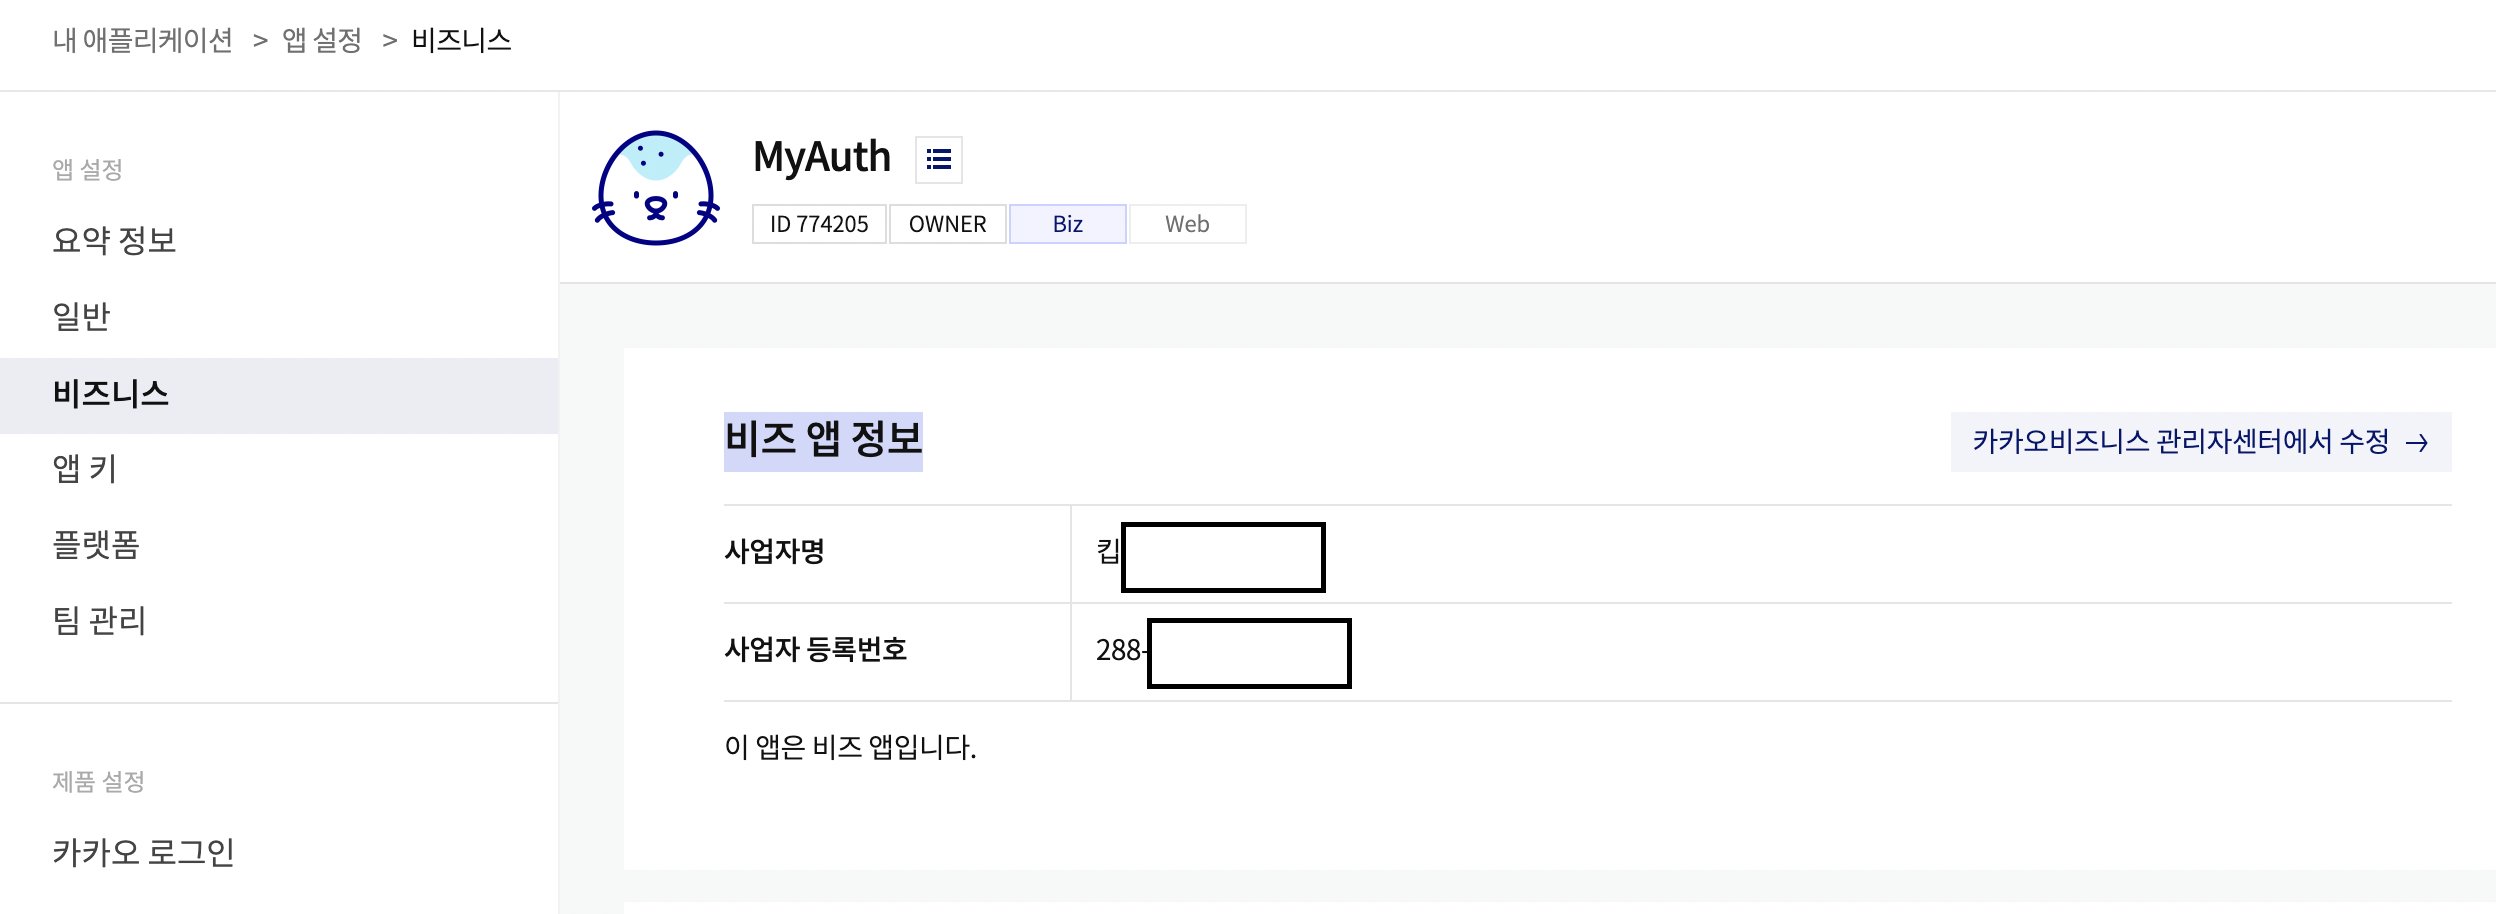 내 애플리케이션 > 앱 설정 > 비즈니스
앱 설정
요약 정보
일반
비즈니스
앱 키
플랫폼
팀 관리
제품 설정
카카오 로그인
MyAuth
ID 774205 OWNER Biz Web
비즈 앱 정보
카카오비즈니스 관리자센터에서 수정 →
사업자명 킵
사업자 등록번호 288-
이 앱은 비즈 앱입니다.